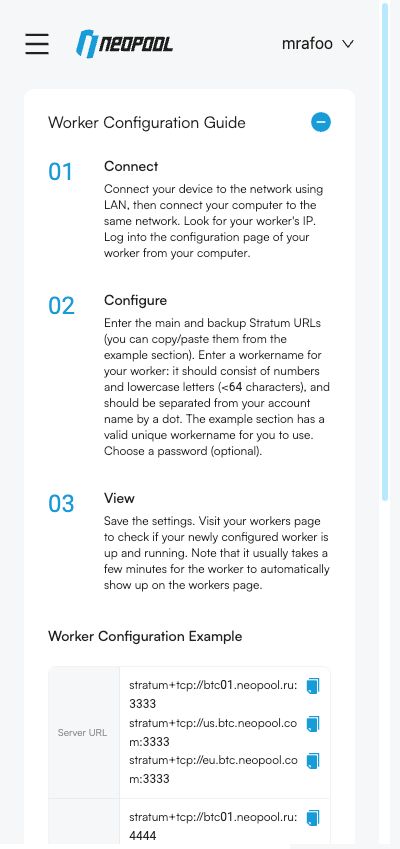 NEOPOOL
mrafoo
Worker Configuration Guide
01
Connect
Connect your device to the network using
LAN, then connect your computer to the
same network. Look for your worker's IP.
Log into the configuration page of your
worker from your computer.
02
Configure
Enter the main and backup Stratum URLs
(you can copy/paste them from the
example section). Enter a workername for
your worker: it should consist of numbers
and lowercase letters (<64 characters), and
should be separated from your account
name by a dot. The example section has a
valid unique workername for you to use.
Choose a password (optional).
03
View
Save the settings. Visit your workers page
to check if your newly configured worker is
up and running. Note that it usually takes a
few minutes for the worker to automatically
show up on the workers page.
Worker Configuration Example
Server URL
stratum+tcp://btc01.neopool.ru:
3333
stratum+tcp://us.btc.neopool.co
m:3333
stratum+tcp://eu.btc.neopool.co
m:3333
stratum+tcp://btc01.neopool.ru:
4444